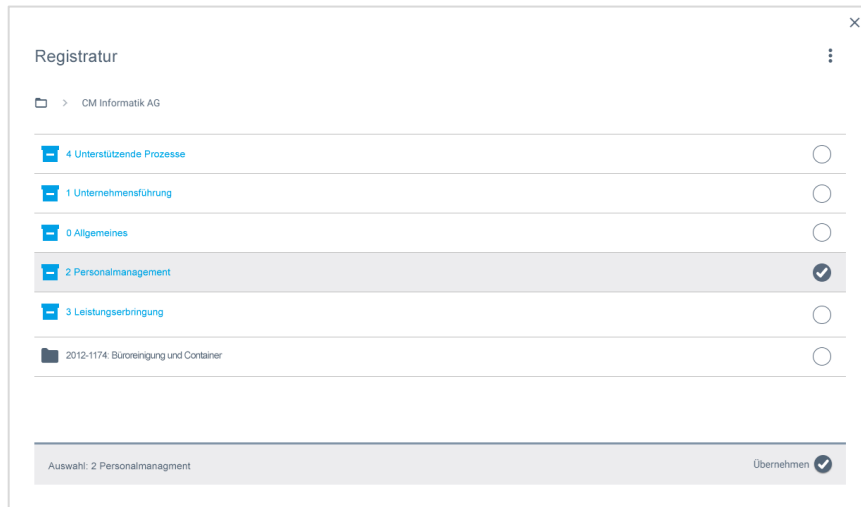 Registratur
CM Informatik AG
4 Unterstützende Prozesse
1 Unternehmensführung
0 Allgemeines
2 Personalmanagement
3 Leistungserbringung
2012-1174: Büroreinigung und Container
Auswahl: 2 Personalmanagment
Übernehmen